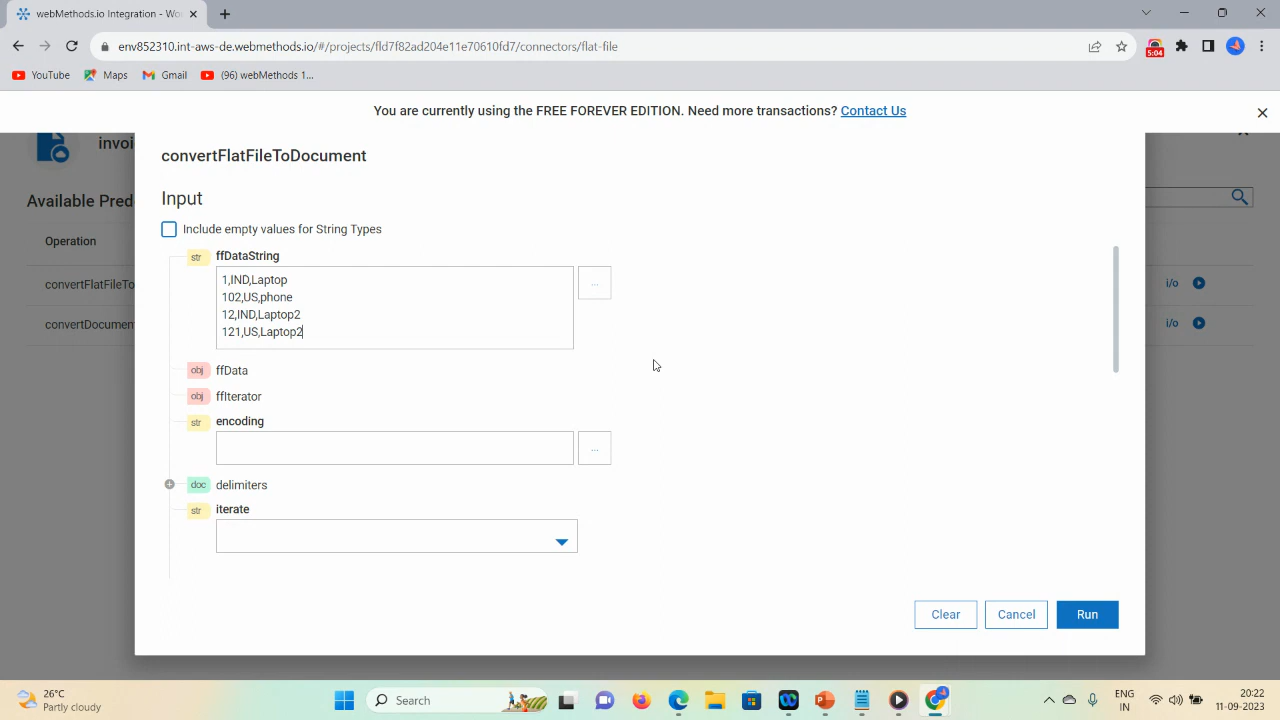 webMethods.io Integration - Wo
env852310.int-aws-de.webmethods.io/#/projects/fld7f82ad204e11e70610fd7/connectors/flat-file
5:04
YouTube
Maps
Gmail
(96) webMethods 1...
You are currently using the FREE FOREVER EDITION. Need more transactions? Contact Us
invoi
Available Pred
Operation
convertFlatFileTo
i/o
convertDocumen
i/o
convertFlatFileToDocument
Input
Include empty values for String Types
str ffDataString
1,IND,Laptop
102,US,phone
12,IND,Laptop2
121,US,Laptop2
...
obj ffData
obj ffIterator
str encoding
...
doc delimiters
str iterate
Clear
Cancel
Run
26°C
Partly cloudy
Search
ENG
IN
20:22
11-09-2023